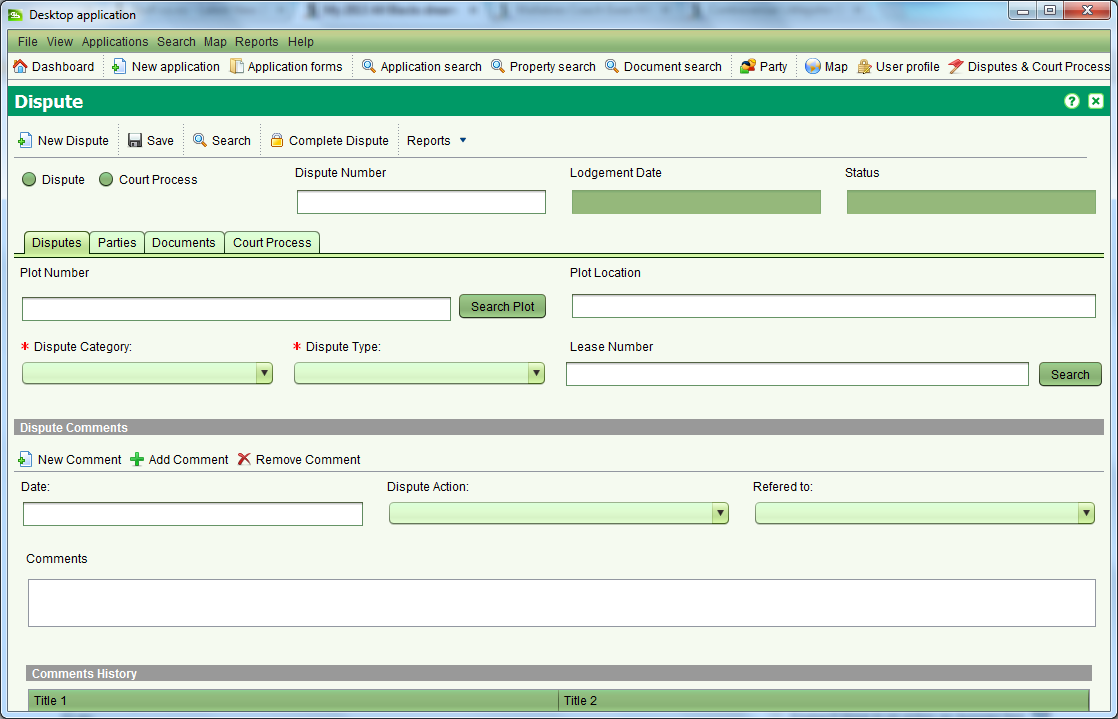 Desktop application
File View Applications Search Map Reports Help
Dashboard New application Application forms Application search Property search Document search Party Map User profile Disputes & Court Process
Dispute ?
New Dispute Save Search Complete Dispute Reports
Dispute Court Process Dispute Number Lodgement Date Status
Disputes Parties Documents Court Process
Plot Number Plot Location
Search Plot
* Dispute Category: * Dispute Type: Lease Number
Search
Dispute Comments
New Comment Add Comment Remove Comment
Date: Dispute Action: Refered to:
Comments
Comments History
Title 1 Title 2